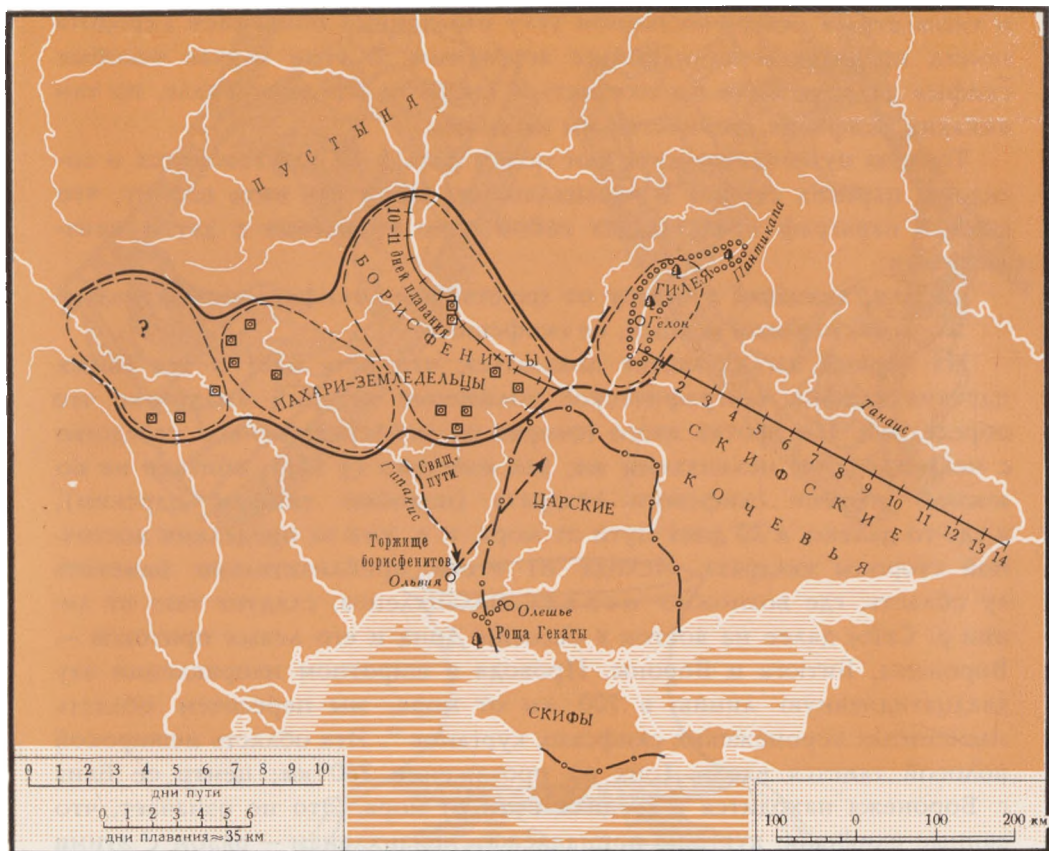 ПУСТЫНЯ
10-11 дней плавания
БОРИСФЕНИТЫ
ГИЛЕЯ
Пантикапа
Гелон
?
ПАХАРИ-ЗЕМЛЕДЕЛЬЦЫ
1 2 3 4 5 6 7 8 9 10 11 12 13 14
Танаис
СКИФСКИЕ
КОЧЕВЬЯ
Гипанис
Свящ.
пути
ЦАРСКИЕ
Торжище
борисфенитов
Ольвия
Олешье
Роща Гекаты
СКИФЫ
0 1 2 3 4 5 6 7 8 9 10
дни пути
0 1 2 3 4 5 6
дни плавания≈35 км
100 0 100 200 км